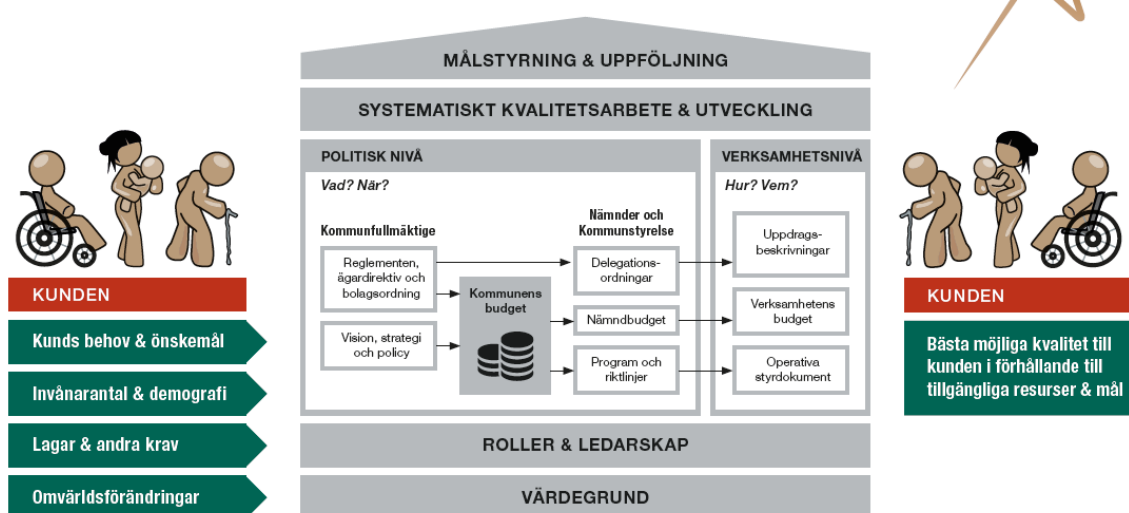 MÅLSTYRNING & UPPFÖLJNING
SYSTEMATISKT KVALITETSARBETE & UTVECKLING
POLITISK NIVÅ
Vad? När?
Kommunfullmäktige
Reglementen,
ägardirektiv och
bolagsordning
Vision, strategi
och policy
Kommunens
budget
Nämnder och
Kommunstyrelse
Delegations-
ordningar
Nämndbudget
Program och
riktlinjer
VERKSAMHETSNIVÅ
Hur? Vem?
Uppdrags-
beskrivningar
Verksamhetens
budget
Operativa
styrdokument
ROLLER & LEDARSKAP
VÄRDEGRUND
KUNDEN
Kunds behov & önskemål
Invånarantal & demografi
Lagar & andra krav
Omvärldsförändringar
KUNDEN
Bästa möjliga kvalitet till
kunden i förhållande till
tillgängliga resurser & mål